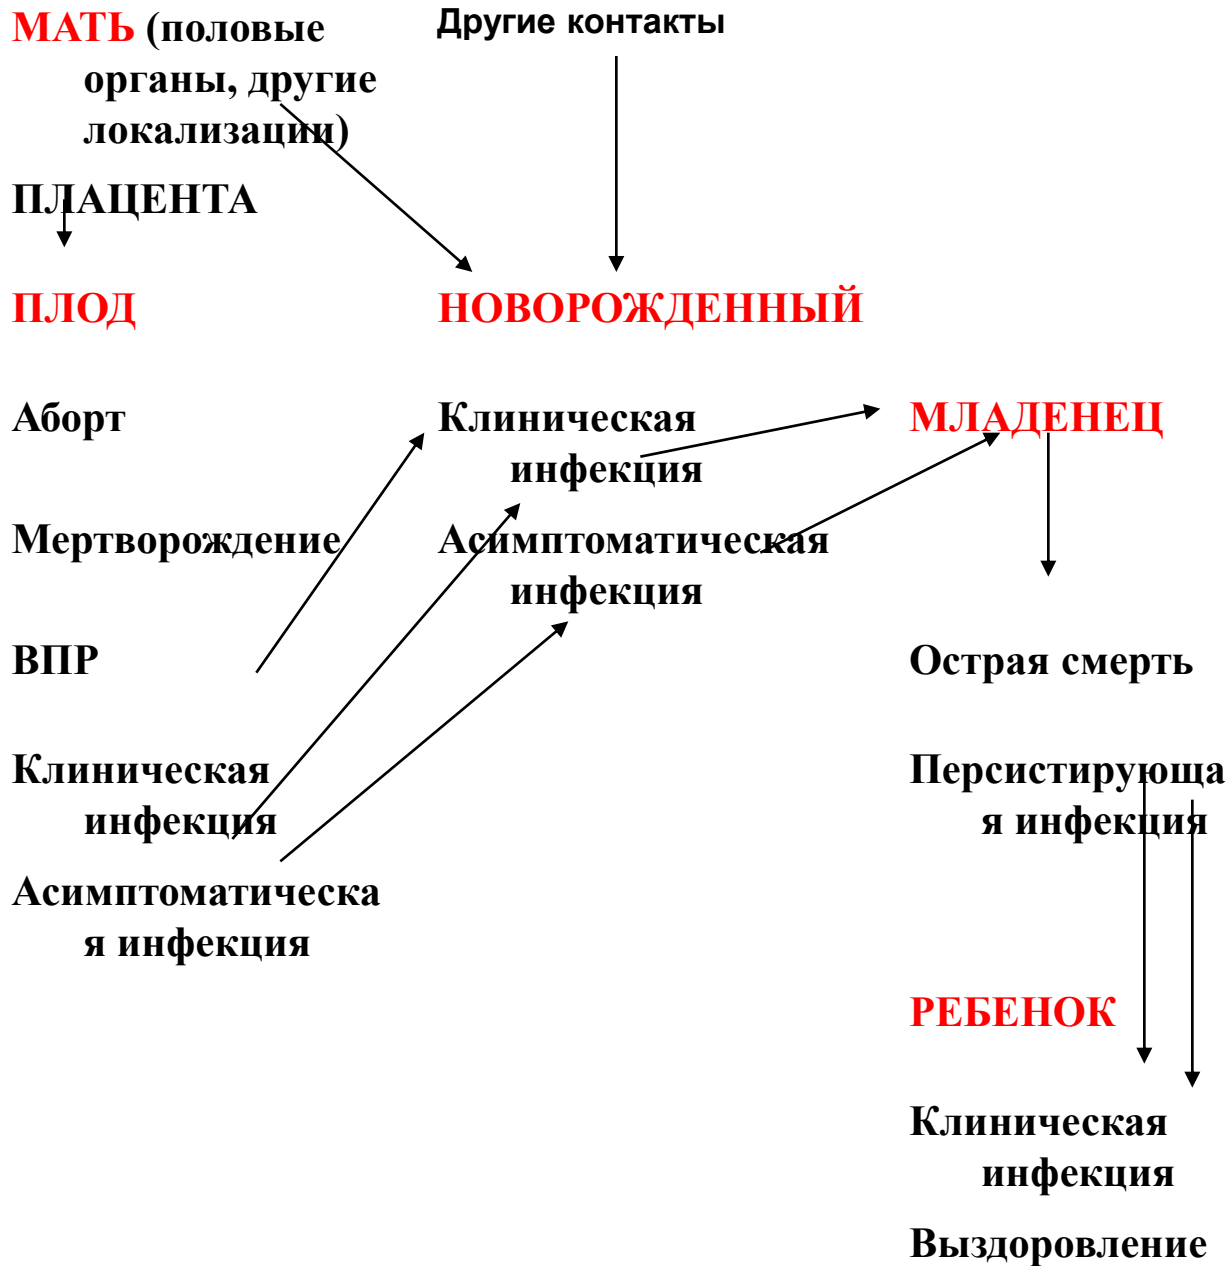 МАТЬ (половые
органы, другие
локализации)
Другие контакты
ПЛАЦЕНТА
ПЛОД
НОВОРОЖДЕННЫЙ
Аборт
Клиническая
инфекция
МЛАДЕНЕЦ
Мертворождение
Асимптоматическая
инфекция
ВПР
Острая смерть
Клиническая
инфекция
Персистирующа
я инфекция
Асимптоматическа
я инфекция
РЕБЕНОК
Клиническая
инфекция
Выздоровление